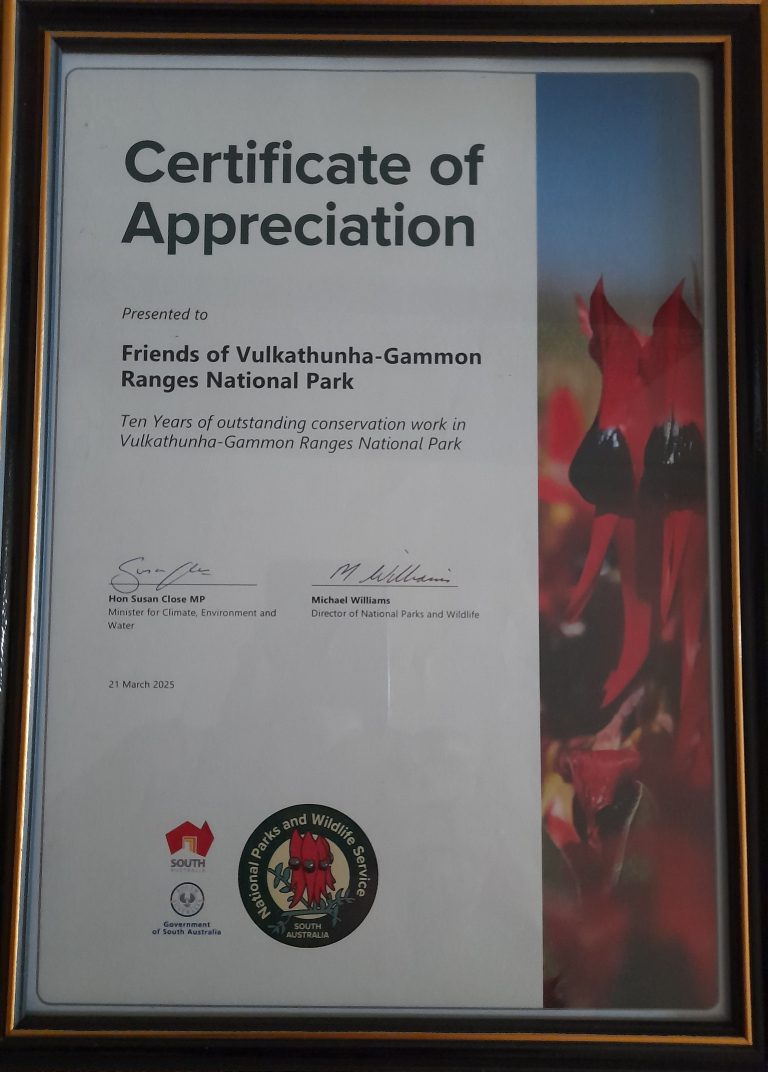 Certificate of
Appreciation
Presented to
Friends of Vulkathunha-Gammon
Ranges National Park
Ten Years of outstanding conservation work in
Vulkathunha-Gammon Ranges National Park
Hon Susan Close MP
Minister for Climate, Environment and
Water
M Williams
Michael Williams
Director of National Parks and Wildlife
21 March 2025
SOUTH
AUSTRALIA
Government
of South Australia
National Parks and Wildlife Service
SOUTH
AUSTRALIA